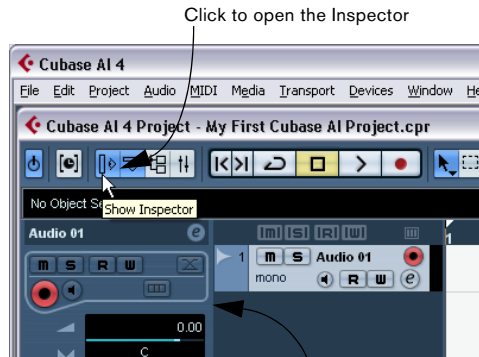 Click to open the Inspector
Cubase AI 4
File Edit Project Audio MIDI Media Transport Devices Window
Cubase AI 4 Project - My First Cubase AI Project.cpr
No Object
Show Inspector
Audio 01 e m s R w
m S R W 1 m S Audio 01
mono R W e
0.00
C
1